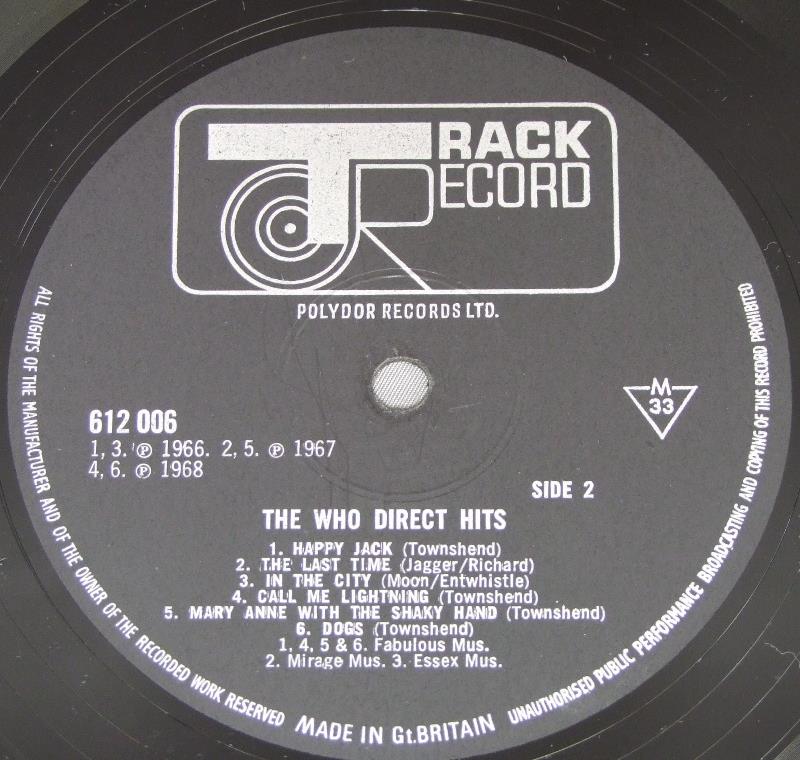 TRACK
RECORD
POLYDOR RECORDS LTD.
M
33
612 006
1, 3. ℗ 1966. 2, 5. ℗ 1967
4, 6. ℗ 1968
SIDE 2
THE WHO DIRECT HITS
1. HAPPY JACK (Townshend)
2. THE LAST TIME (Jagger/Richard)
3. IN THE CITY (Moon/Entwhistle)
4. CALL ME LIGHTNING (Townshend)
5. MARY ANNE WITH THE SHAKY HAND (Townshend)
6. DOGS (Townshend)
1, 4, 5 & 6. Fabulous Mus.
2. Mirage Mus. 3. Essex Mus.
ALL RIGHTS OF THE MANUFACTURER AND OF THE OWNER OF THE RECORDED WORK RESERVED MADE IN Gt.BRITAIN UNAUTHORISED PUBLIC PERFORMANCE BROADCASTING AND COPYING OF THIS RECORD PROHIBITED